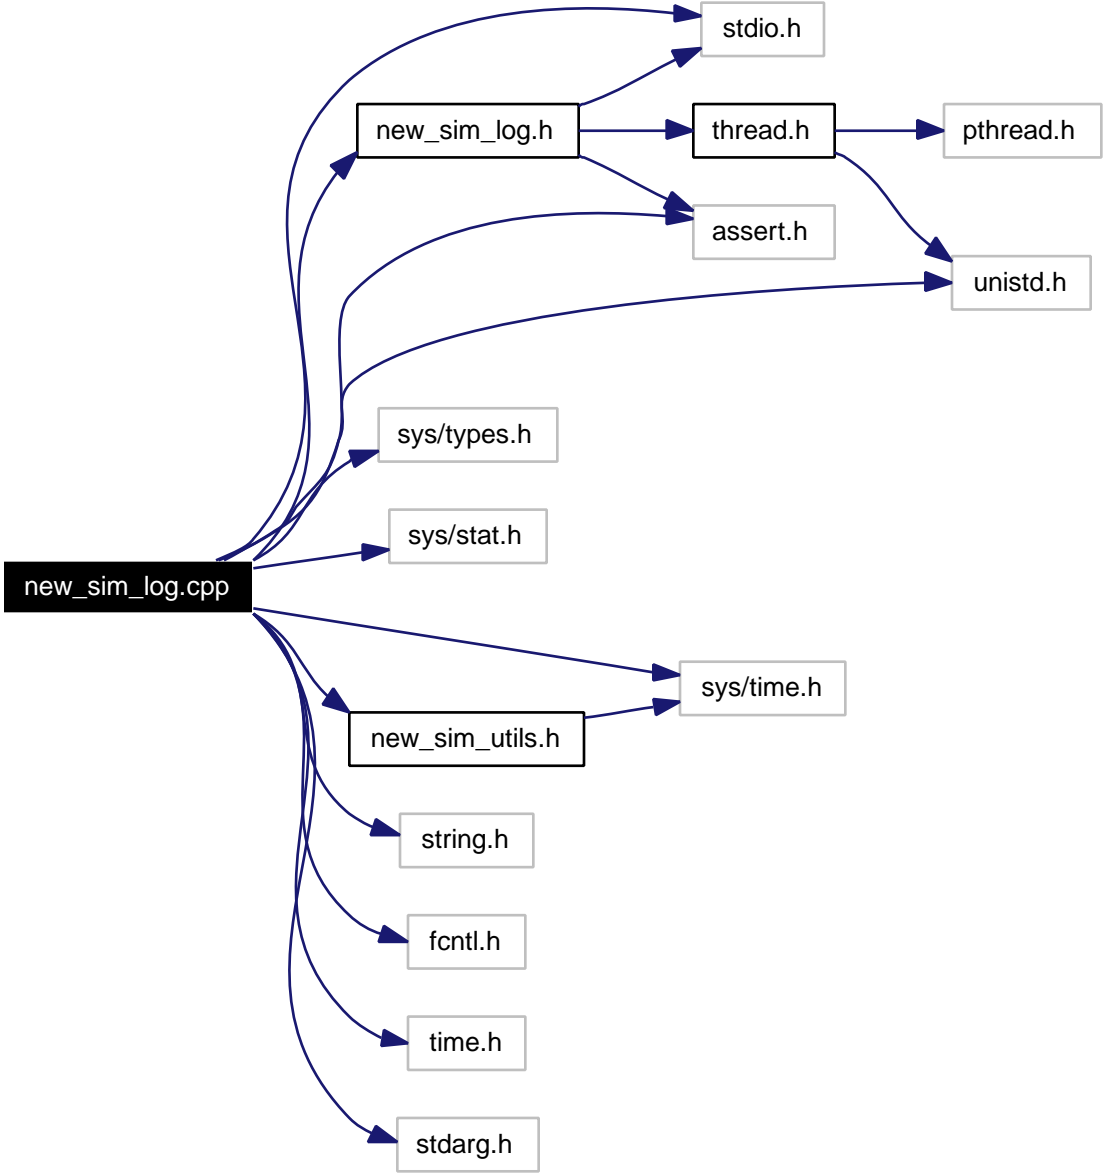 stdio.h
new_sim_log.h
thread.h
pthread.h
assert.h
unistd.h
sys/types.h
sys/stat.h
new_sim_log.cpp
sys/time.h
new_sim_utils.h
string.h
fcntl.h
time.h
stdarg.h